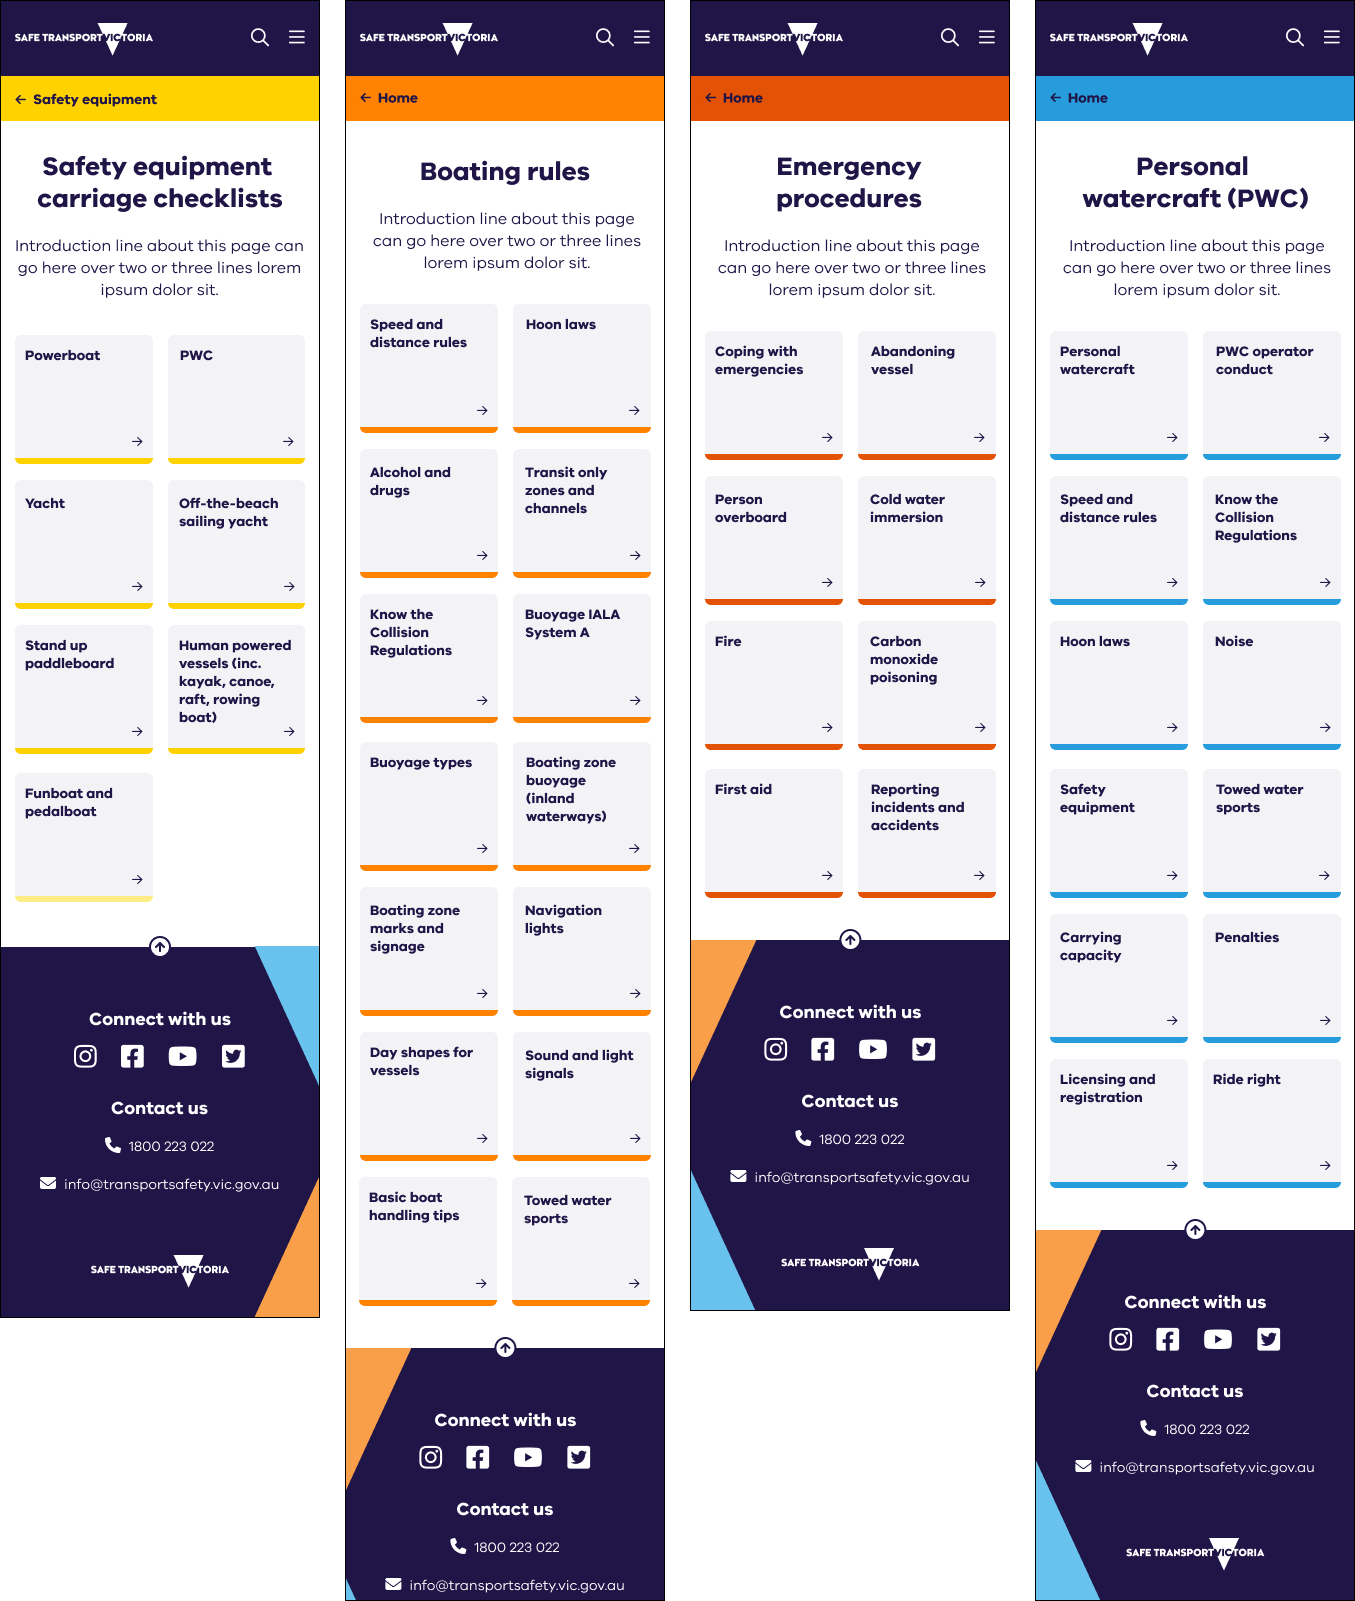 SAFE TRANSPORT VICTORIA
Safety equipment
Safety equipment
carriage checklists
Introduction line about this page can
go here over two or three lines lorem
ipsum dolor sit.
Powerboat
PWC
Yacht
Off-the-beach
sailing yacht
Stand up
paddleboard
Human powered
vessels (inc.
kayak, canoe,
raft, rowing
boat)
Funboat and
pedalboat
Connect with us
Contact us
1800 223 022
info@transportsafety.vic.gov.au
SAFE TRANSPORT VICTORIA
SAFE TRANSPORT VICTORIA
Home
Boating rules
Introduction line about this page
can go here over two or three lines
lorem ipsum dolor sit.
Speed and
distance rules
Hoon laws
Alcohol and
drugs
Transit only
zones and
channels
Know the
Collision
Regulations
Buoyage IALA
System A
Buoyage types
Boating zone
buoyage
(inland
waterways)
Boating zone
marks and
signage
Navigation
lights
Day shapes for
vessels
Sound and light
signals
Basic boat
handling tips
Towed water
sports
Connect with us
Contact us
1800 223 022
info@transportsafety.vic.gov.au
SAFE TRANSPORT VICTORIA
Home
Emergency
procedures
Introduction line about this page
can go here over two or three lines
lorem ipsum dolor sit.
Coping with
emergencies
Abandoning
vessel
Person
overboard
Cold water
immersion
Fire
Carbon
monoxide
poisoning
First aid
Reporting
incidents and
accidents
Connect with us
Contact us
1800 223 022
info@transportsafety.vic.gov.au
SAFE TRANSPORT VICTORIA
SAFE TRANSPORT VICTORIA
Home
Personal
watercraft (PWC)
Introduction line about this page
can go here over two or three lines
lorem ipsum dolor sit.
Personal
watercraft
PWC operator
conduct
Speed and
distance rules
Know the
Collision
Regulations
Hoon laws
Noise
Safety
equipment
Towed water
sports
Carrying
capacity
Penalties
Licensing and
registration
Ride right
Connect with us
Contact us
1800 223 022
info@transportsafety.vic.gov.au
SAFE TRANSPORT VICTORIA